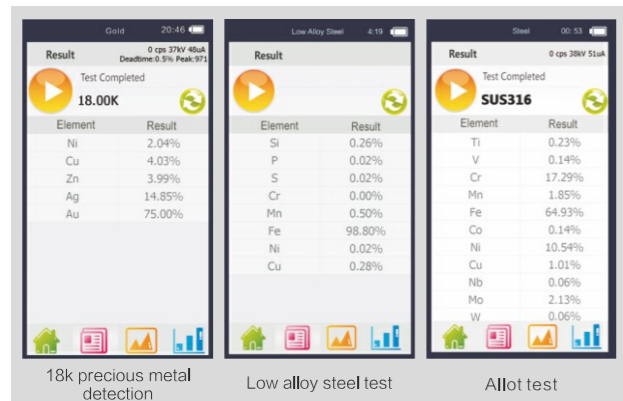 Gold 20:46
Result 0 cps 37kV 48uA
Deadtime:0.5% Peak:971
Test Completed
18.00K
Element Result
Ni 2.04%
Cu 4.03%
Zn 3.99%
Ag 14.85%
Au 75.00%
18k precious metal
detection
Low Alloy Steel 4:19
Result
Element Result
Si 0.26%
P 0.02%
S 0.02%
Cr 0.00%
Mn 0.50%
Fe 98.80%
Ni 0.02%
Cu 0.28%
Low alloy steel test
Steel 00:53
Result 0 cps 38kV 51uA
Test Completed
SUS316
Element Result
Ti 0.23%
V 0.14%
Cr 17.29%
Mn 1.85%
Fe 64.93%
Co 0.14%
Ni 10.54%
Cu 1.01%
Nb 0.06%
Mo 2.13%
W 0.06%
Allot test